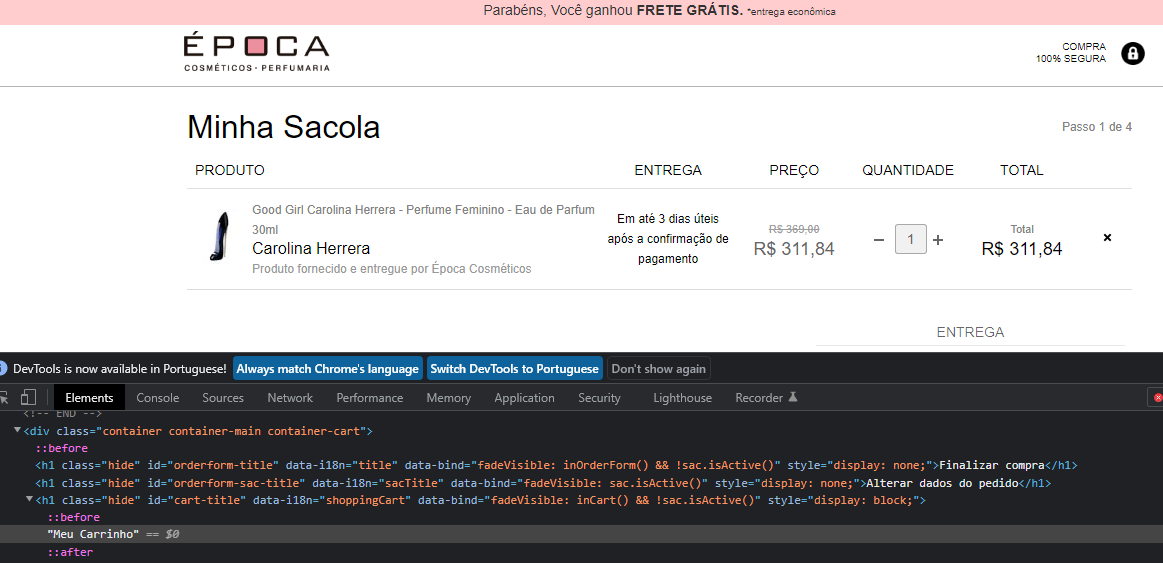 Parabéns, Você ganhou FRETE GRÁTIS. *entrega econômica
ÉPOCA
COSMÉTICOS · PERFUMARIA
COMPRA
100% SEGURA
Minha Sacola
Passo 1 de 4
PRODUTO ENTREGA PREÇO QUANTIDADE TOTAL
Good Girl Carolina Herrera - Perfume Feminino - Eau de Parfum
30ml
Carolina Herrera
Produto fornecido e entregue por Época Cosméticos
Em até 3 dias úteis
após a confirmação de
pagamento
R$ 369,00
R$ 311,84
− 1 +
Total
R$ 311,84
×
ENTREGA
DevTools is now available in Portuguese! Always match Chrome's language Switch DevTools to Portuguese Don't show again
Elements Console Sources Network Performance Memory Application Security Lighthouse Recorder
<!-- END -->
<div class="container container-main container-cart">
::before
<h1 class="hide" id="orderform-title" data-i18n="title" data-bind="fadeVisible: inOrderForm() && !sac.isActive()" style="display: none;">Finalizar compra</h1>
<h1 class="hide" id="orderform-sac-title" data-i18n="sacTitle" data-bind="fadeVisible: sac.isActive()" style="display: none;">Alterar dados do pedido</h1>
<h1 class="hide" id="cart-title" data-i18n="shoppingCart" data-bind="fadeVisible: inCart() && !sac.isActive()" style="display: block;">
::before
"Meu Carrinho" == $0
::after